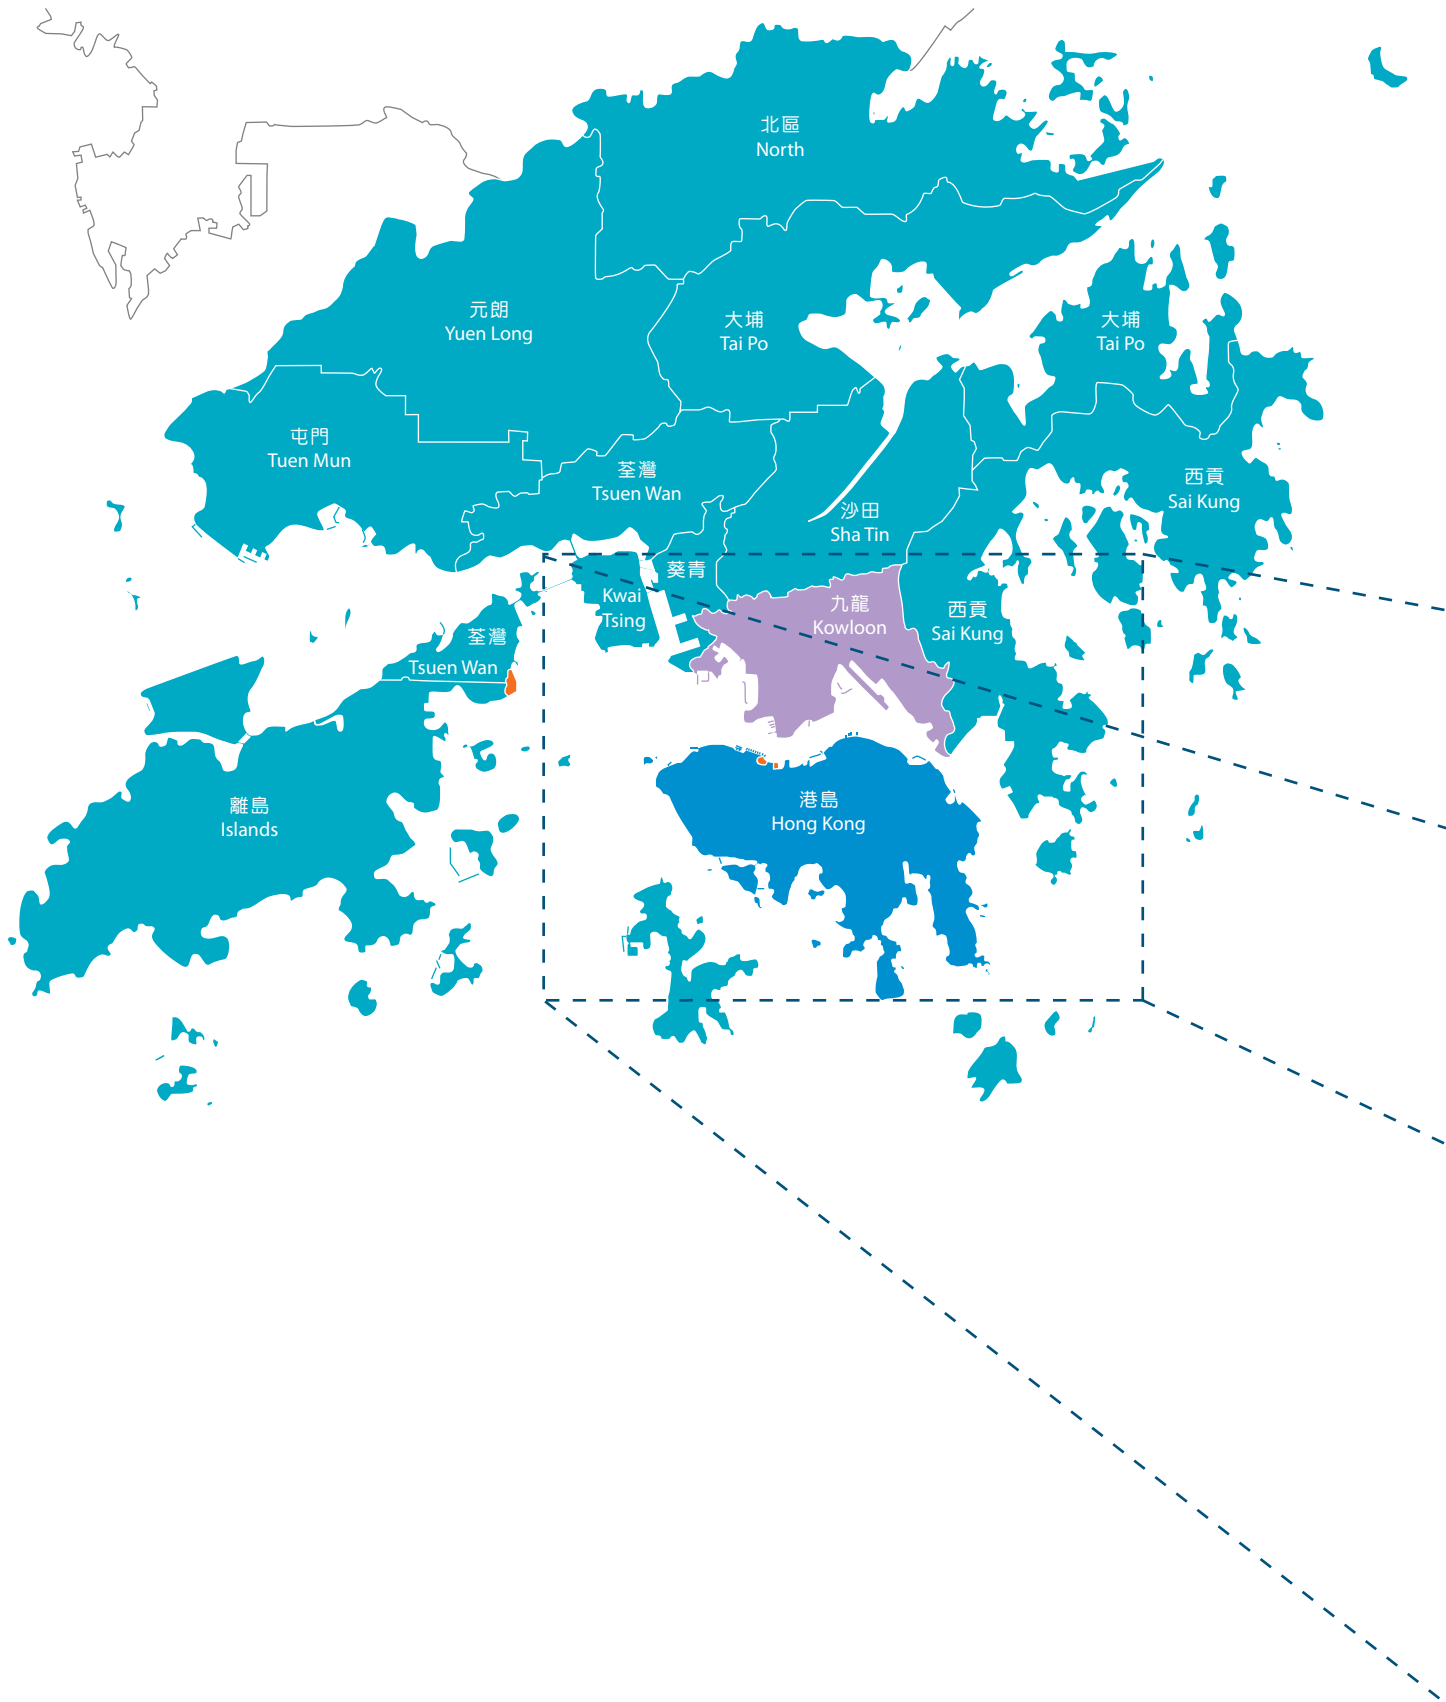 北區
North
元朗
Yuen Long
大埔
Tai Po
大埔
Tai Po
屯門
Tuen Mun
荃灣
Tsuen Wan
西貢
Sai Kung
沙田
Sha Tin
葵青
Kwai
Tsing
九龍
Kowloon
西貢
Sai Kung
荃灣
Tsuen Wan
離島
Islands
港島
Hong Kong